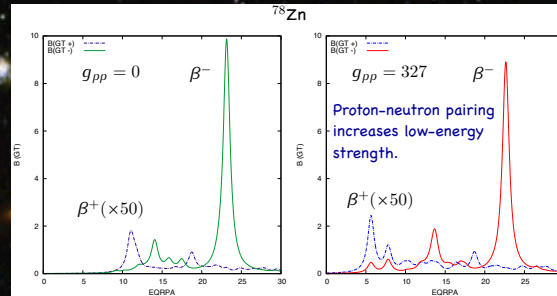 ⁷⁸Zn
B(GT +)
B(GT -)
g_pp = 0
β⁻
β⁺(×50)
B (GT)
10
8
6
4
2
0
0 5 10 15 20 25 30
EQRPA
B(GT +)
B(GT -)
g_pp = 327
β⁻
Proton-neutron pairing
increases low-energy
strength.
β⁺(×50)
B (GT)
10
8
6
4
2
0
0 5 10 15 20 25
EQRPA